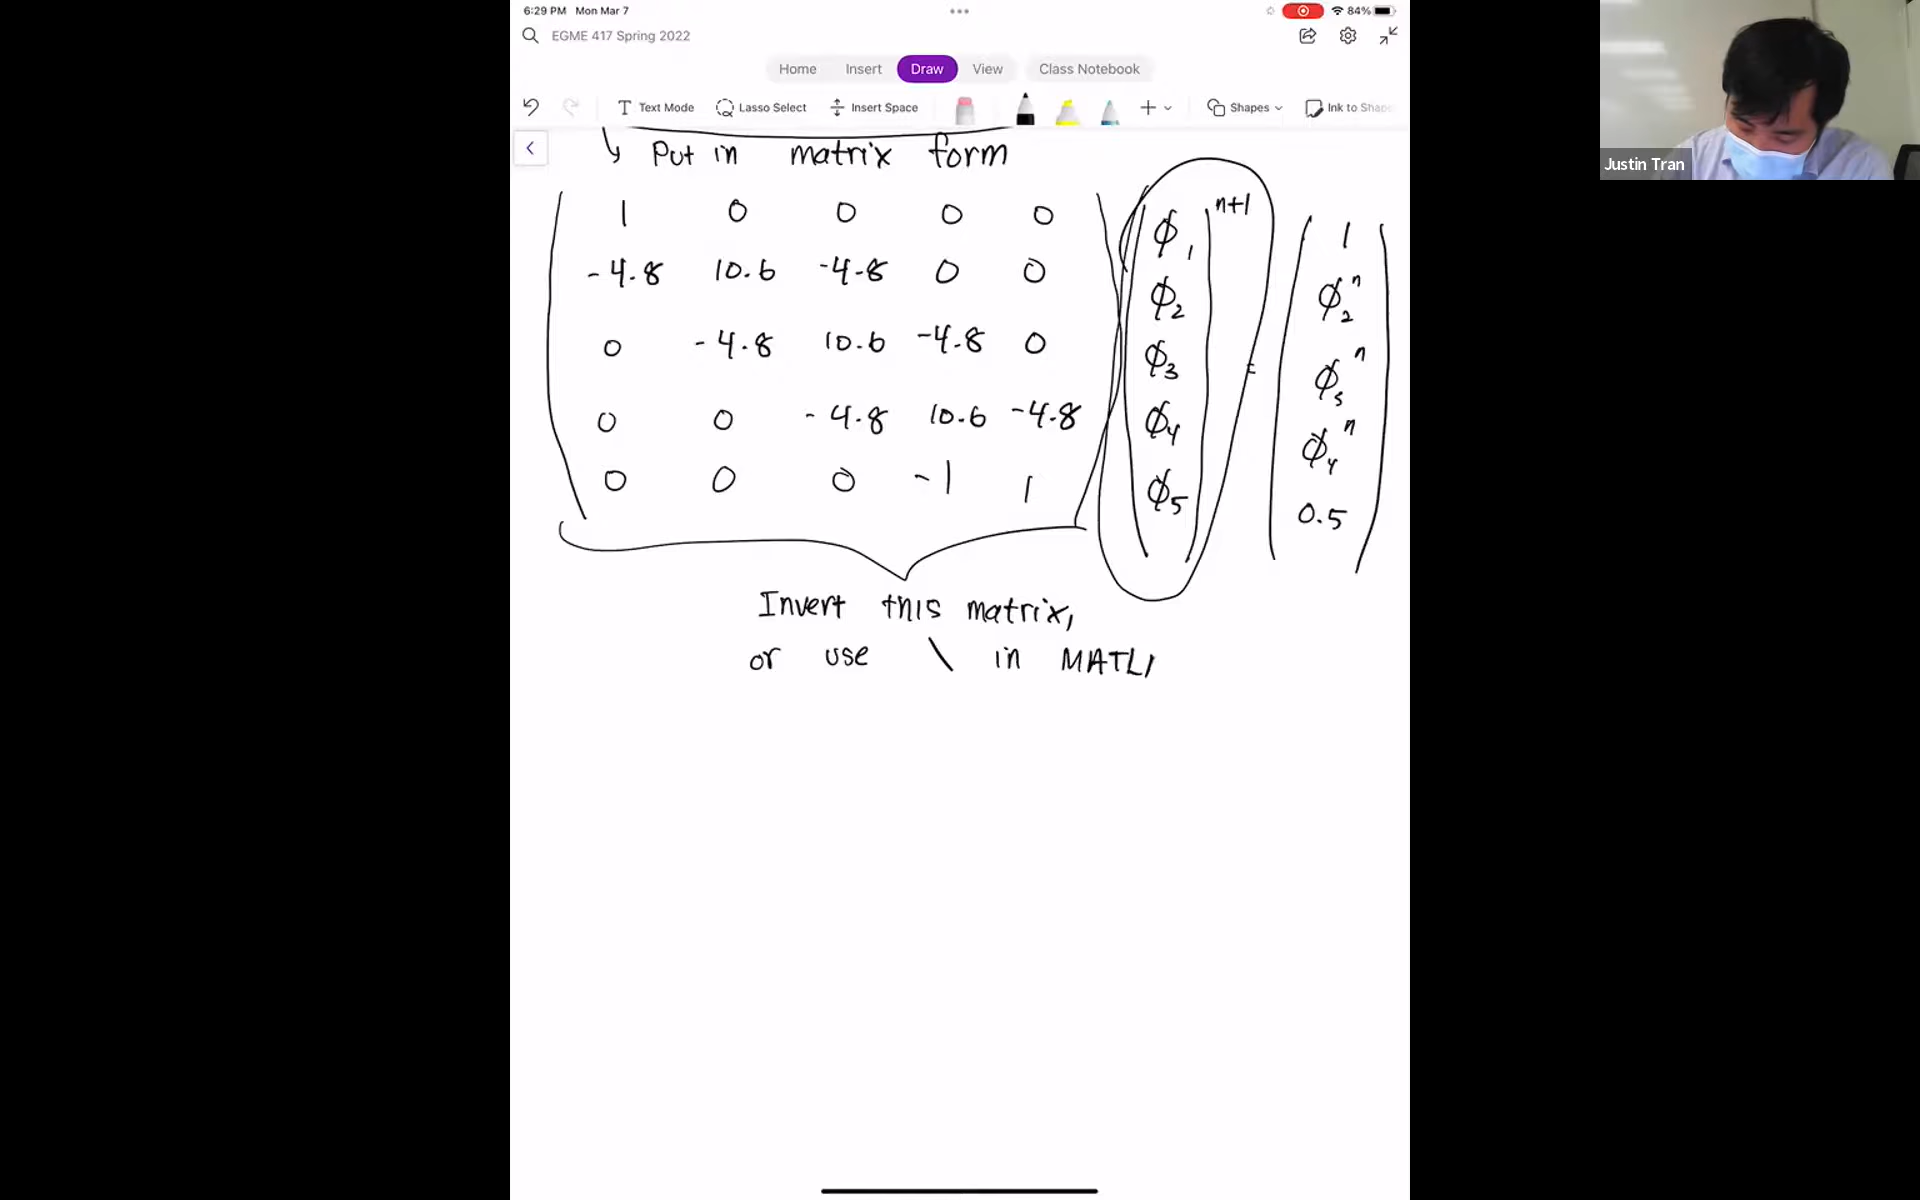 6:29 PM Mon Mar 7
84%
EGME 417 Spring 2022
Home Insert Draw View Class Notebook
Text Mode Lasso Select Insert Space Shapes Ink to Shape
Justin Tran
Put in matrix form
1 0 0 0 0 ϕ1 n+1 1
-4.8 10.6 -4.8 0 0 ϕ2 ϕ2 n
0 -4.8 10.6 -4.8 0 ϕ3 = ϕ3 n
0 0 -4.8 10.6 -4.8 ϕ4 ϕ4 n
0 0 0 -1 1 ϕ5 0.5
Invert this matrix,
or use \ in MATL